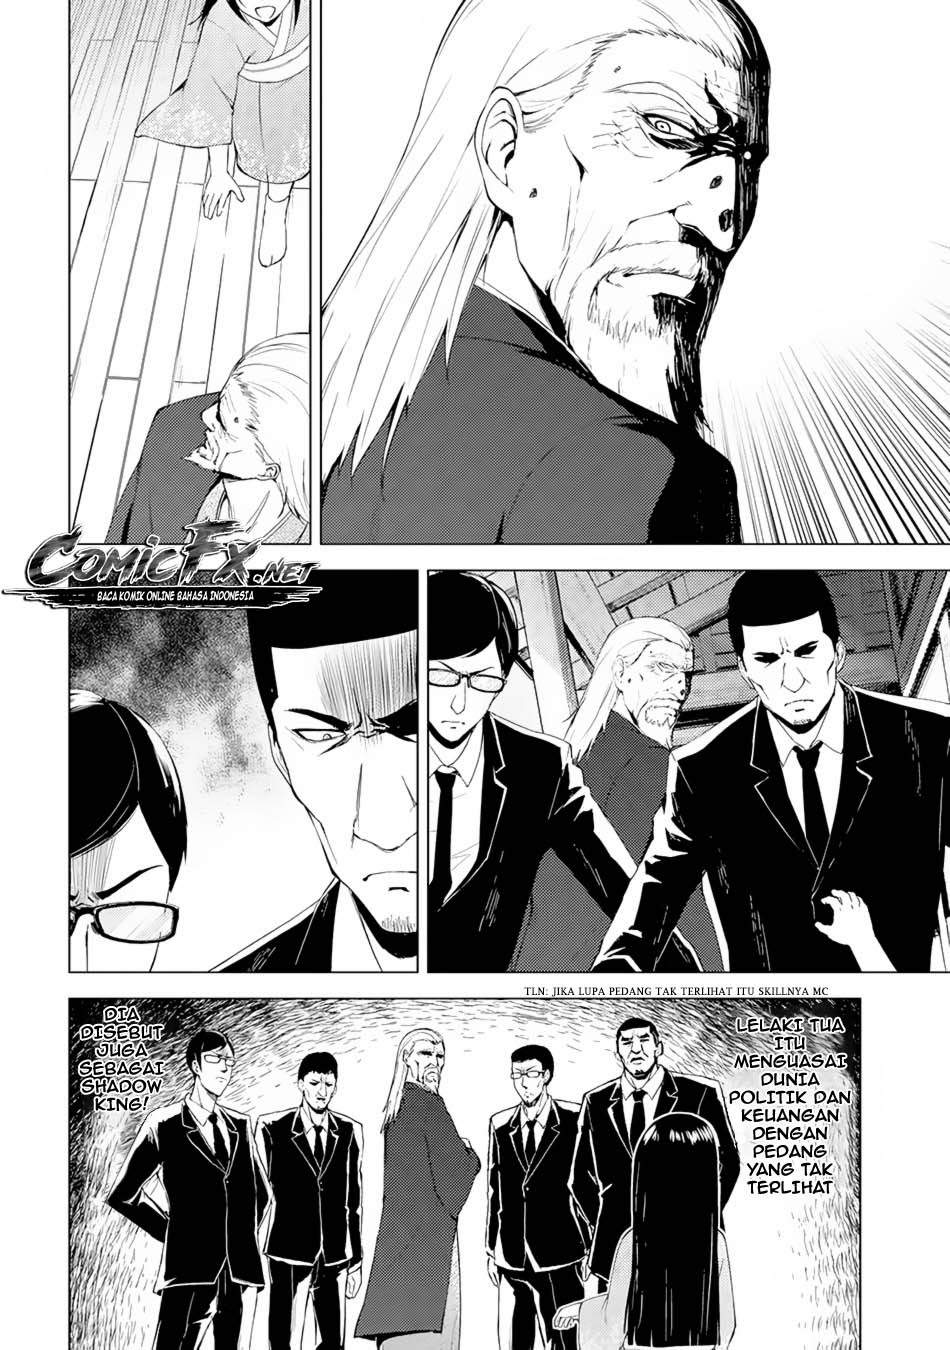 COMICFX.NET
BACA KOMIK ONLINE BAHASA INDONESIA
TLN: JIKA LUPA PEDANG TAK TERLIHAT ITU SKILLNYA MC
LELAKI TUA
ITU
MENGUASAI
DUNIA
POLITIK DAN
KEUANGAN
DENGAN
PEDANG
YANG TAK
TERLIHAT
DIA
DISEBUT
JUGA
SEBAGAI
SHADOW
KING!